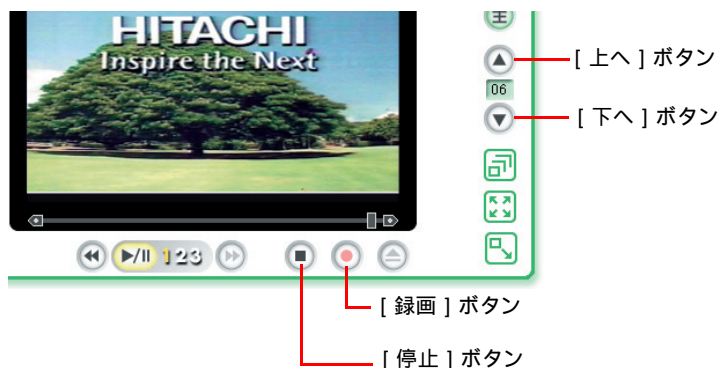 HITACHI
Inspire the Next
主
[ 上へ ] ボタン
06
[ 下へ ] ボタン
123
[ 録画 ] ボタン
[ 停止 ] ボタン